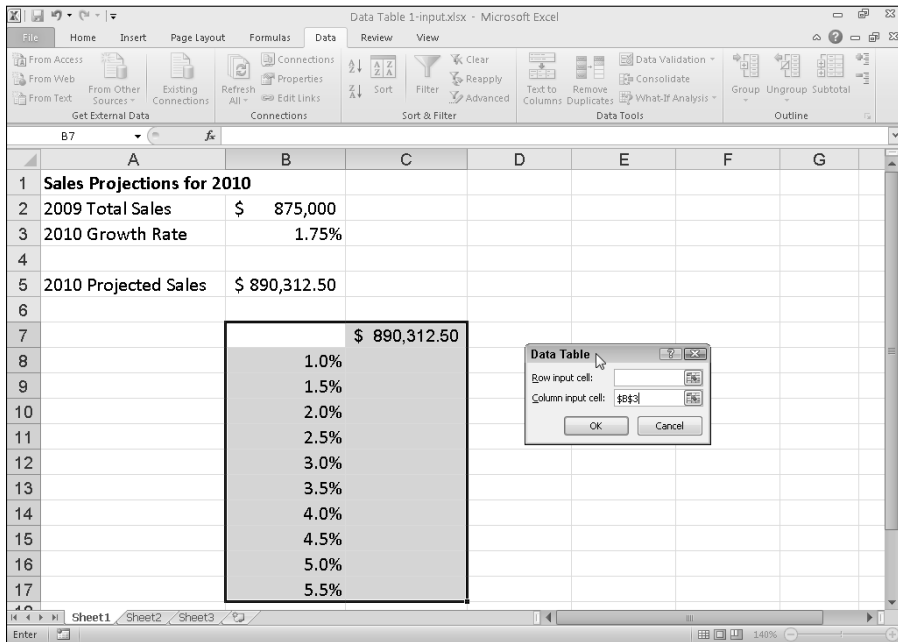 Data Table 1-input.xlsx - Microsoft Excel
File Home Insert Page Layout Formulas Data Review View
From Access
From Web
From Text
From Other Sources
Existing Connections
Get External Data
Refresh All
Connections
Properties
Edit Links
Connections
Sort
Filter
Clear
Reapply
Advanced
Sort & Filter
Text to Columns
Remove Duplicates
Data Validation
Consolidate
What-If Analysis
Data Tools
Group
Ungroup
Subtotal
Outline
B7 fx
A B C D E F G
1 Sales Projections for 2010
2 2009 Total Sales $ 875,000
3 2010 Growth Rate 1.75%
4
5 2010 Projected Sales $ 890,312.50
6
7 $ 890,312.50
8 1.0%
9 1.5%
10 2.0%
11 2.5%
12 3.0%
13 3.5%
14 4.0%
15 4.5%
16 5.0%
17 5.5%
Data Table
Row input cell:
Column input cell: $B$3
OK Cancel
Sheet1 Sheet2 Sheet3
Enter 140%